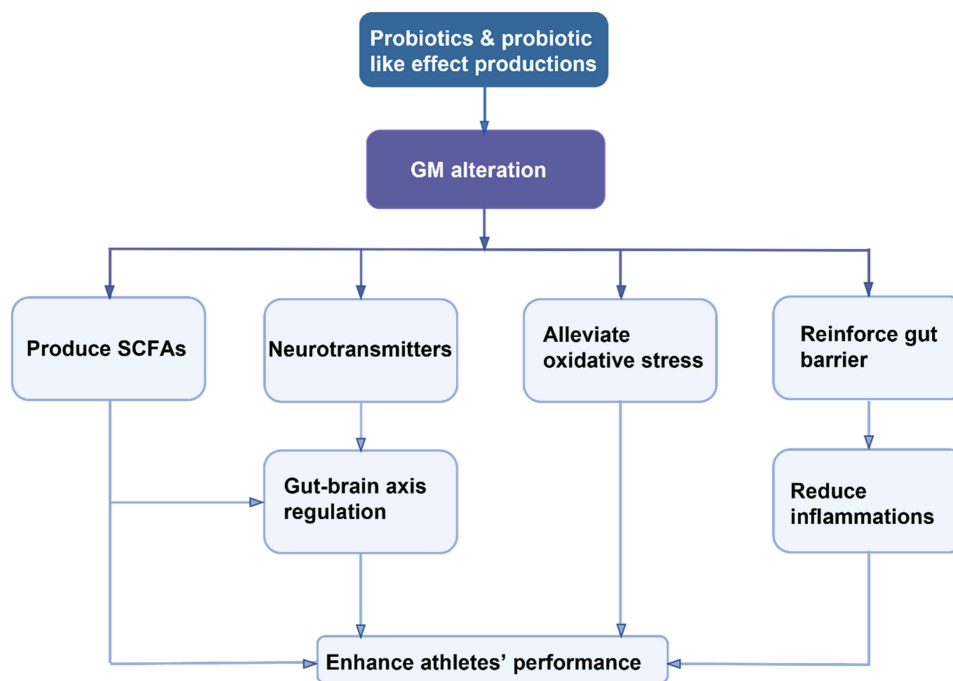 Probiotics & probiotic
like effect productions
GM alteration
Produce SCFAs
Neurotransmitters
Alleviate
oxidative stress
Reinforce gut
barrier
Gut-brain axis
regulation
Reduce
inflammations
Enhance athletes’ performance